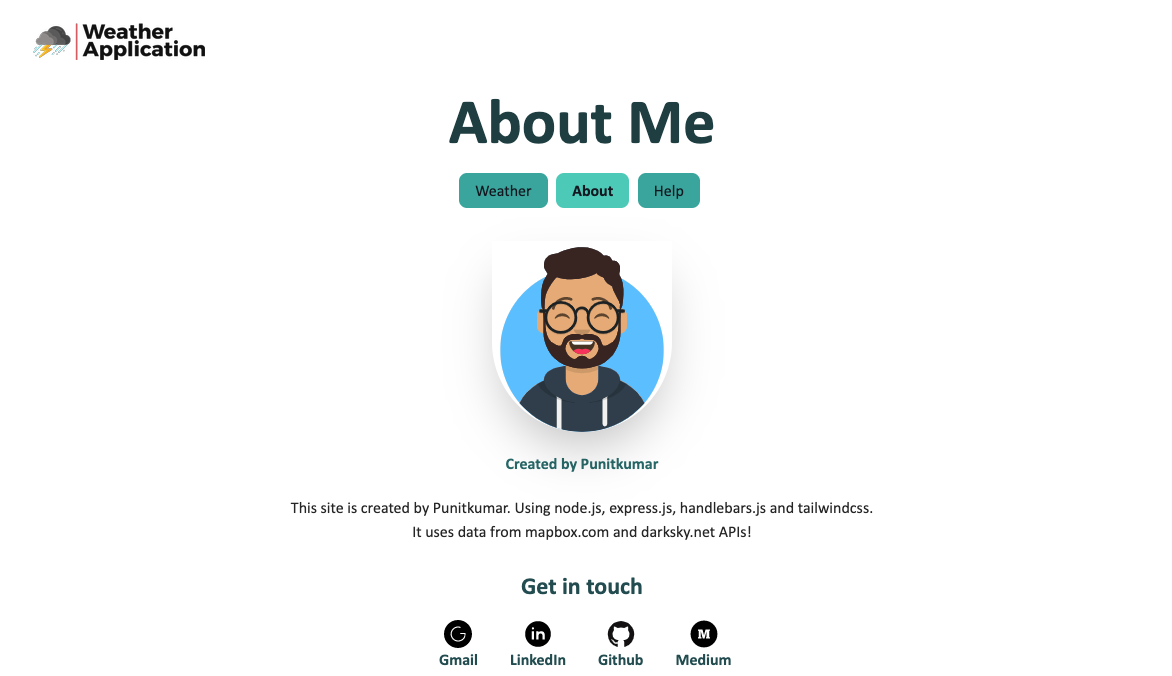 Weather
Application
About Me
Weather
About
Help
Created by Punitkumar
This site is created by Punitkumar. Using node.js, express.js, handlebars.js and tailwindcss.
It uses data from mapbox.com and darksky.net APIs!
Get in touch
Gmail
LinkedIn
Github
Medium